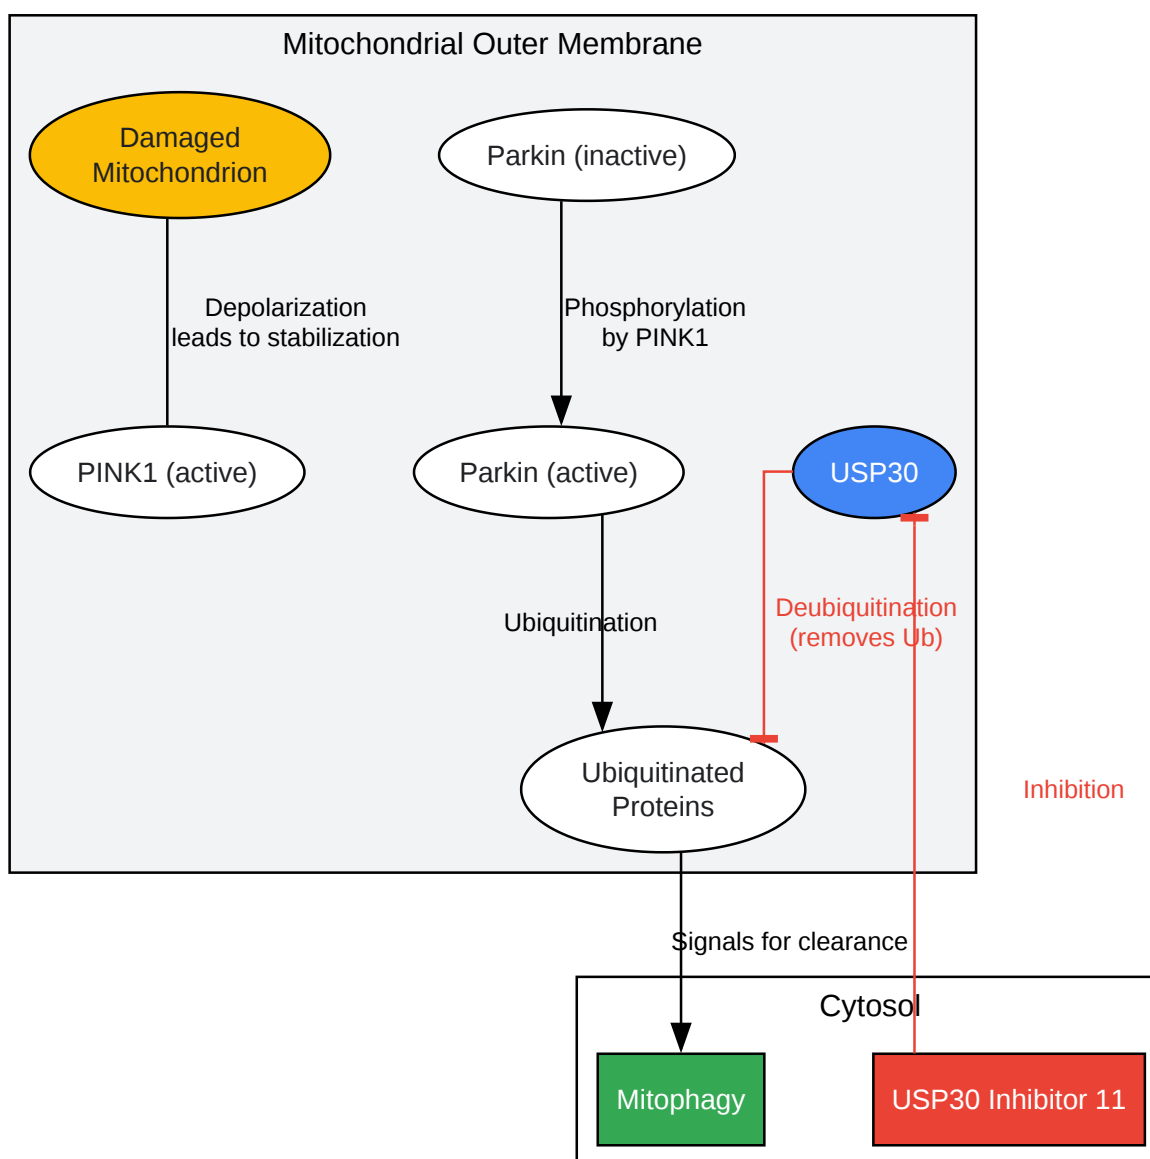 Mitochondrial Outer Membrane
Damaged
Mitochondrion
Parkin (inactive)
Depolarization
leads to stabilization
Phosphorylation
by PINK1
PINK1 (active)
Parkin (active)
USP30
Ubiquitination
Deubiquitination
(removes Ub)
Ubiquitinated
Proteins
Inhibition
Signals for clearance
Cytosol
Mitophagy
USP30 Inhibitor 11